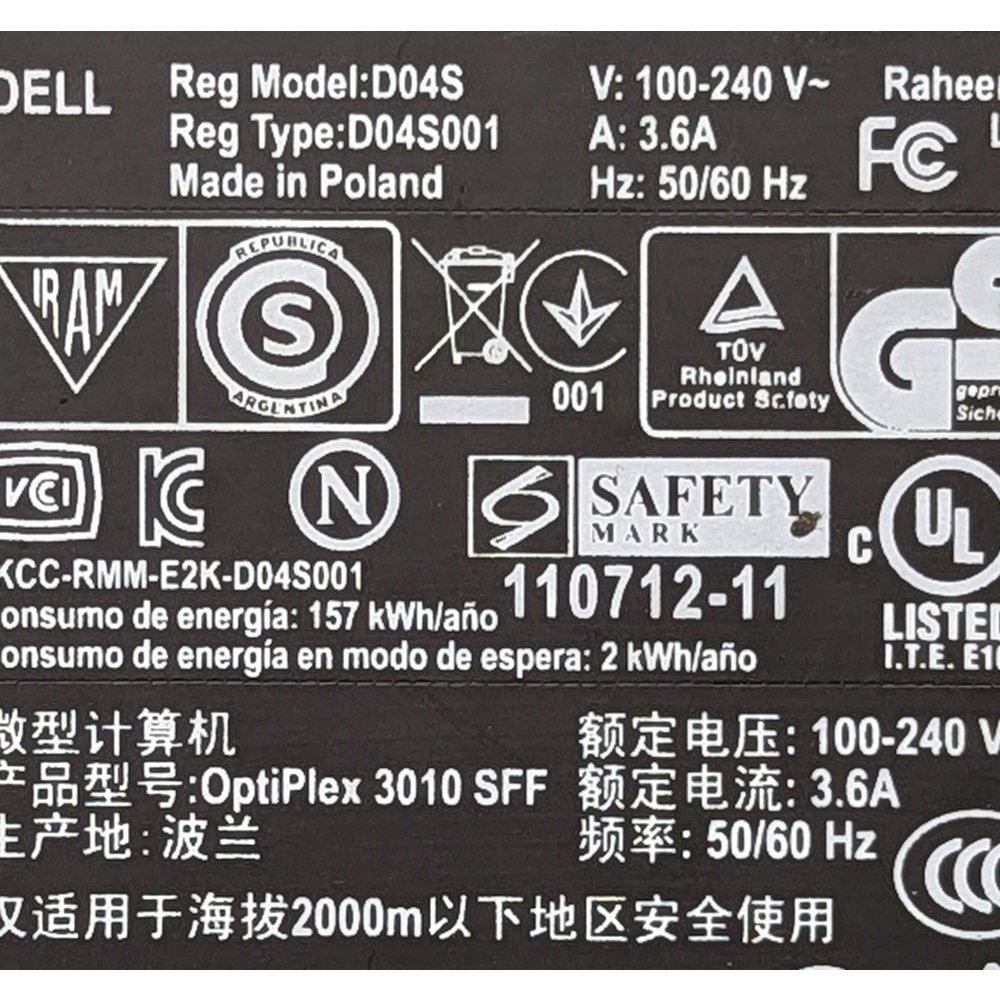 DELL
Reg Model:D04S
Reg Type:D04S001
Made in Poland
V: 100-240 V~
A: 3.6A
Hz: 50/60 Hz
FC
IRAM
REPUBLICA
S
ARGENTINA
001
TÜV
Rheinland
Product Safety
GS
VCCI
KC
N
SAFETY
MARK
110712-11
C UL
LISTED
I.T.E.
KCC-RMM-E2K-D04S001
onsumo de energía: 157 kWh/año
onsumo de energía en modo de espera: 2 kWh/año
微型计算机
产品型号:OptiPlex 3010 SFF
生产地:波兰
额定电压: 100-240 V
额定电流: 3.6A
频率: 50/60 Hz
CCC
仅适用于海拔2000m以下地区安全使用